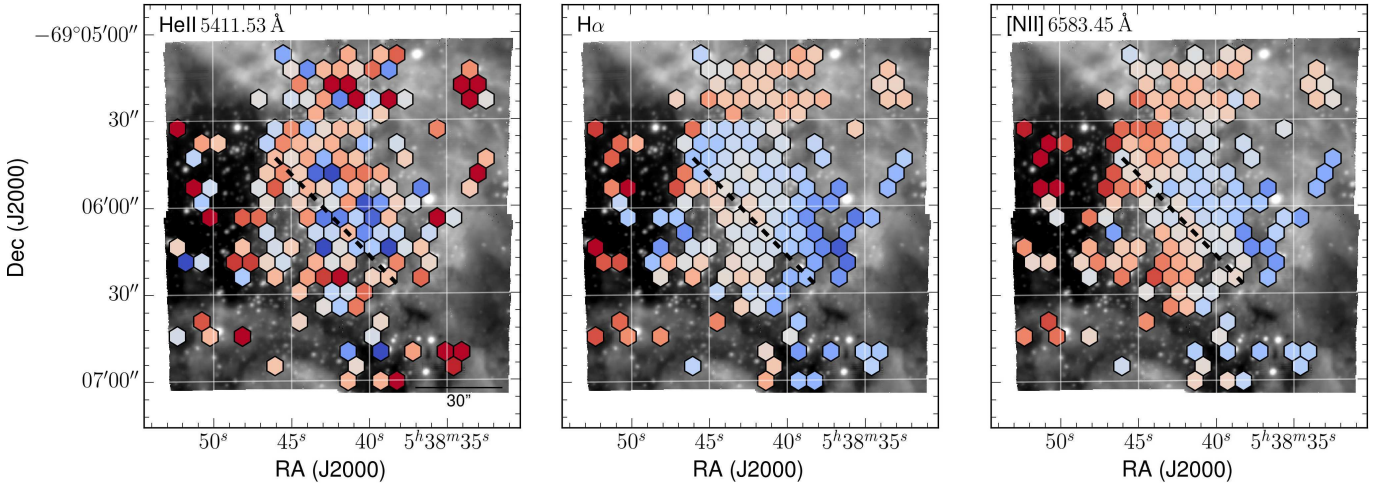 HeII 5411.53 Å
Hα
[NII] 6583.45 Å
−69°05′00″
30″
06′00″
30″
07′00″
Dec (J2000)
30”
50ˢ 45ˢ 40ˢ 5ʰ38ᵐ35ˢ
50ˢ 45ˢ 40ˢ 5ʰ38ᵐ35ˢ
50ˢ 45ˢ 40ˢ 5ʰ38ᵐ35ˢ
RA (J2000)
RA (J2000)
RA (J2000)